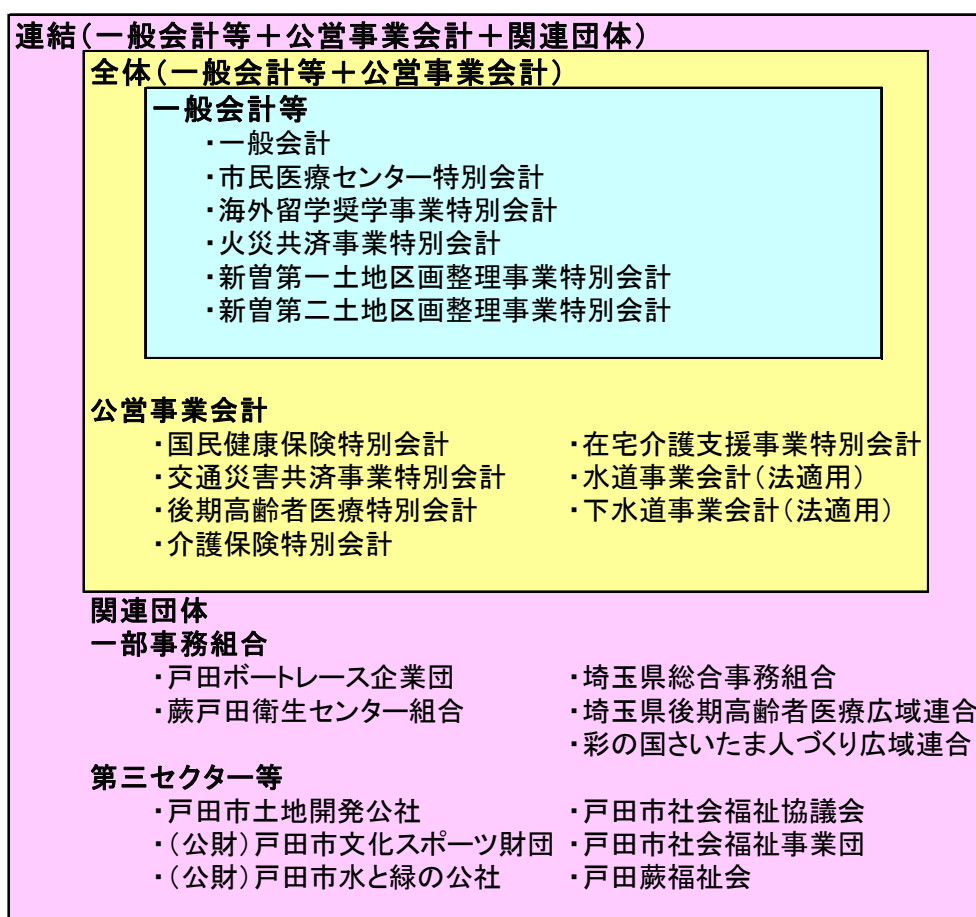 連結(一般会計等＋公営事業会計＋関連団体)
全体(一般会計等＋公営事業会計)
一般会計等
・一般会計
・市民医療センター特別会計
・海外留学奨学事業特別会計
・火災共済事業特別会計
・新曽第一土地区画整理事業特別会計
・新曽第二土地区画整理事業特別会計
公営事業会計
・国民健康保険特別会計 ・在宅介護支援事業特別会計
・交通災害共済事業特別会計 ・水道事業会計(法適用)
・後期高齢者医療特別会計 ・下水道事業会計(法適用)
・介護保険特別会計
関連団体
一部事務組合
・戸田ボートレース企業団 ・埼玉県総合事務組合
・蕨戸田衛生センター組合 ・埼玉県後期高齢者医療広域連合
・彩の国さいたま人づくり広域連合
第三セクター等
・戸田市土地開発公社 ・戸田市社会福祉協議会
・(公財)戸田市文化スポーツ財団 ・戸田市社会福祉事業団
・(公財)戸田市水と緑の公社 ・戸田蕨福祉会